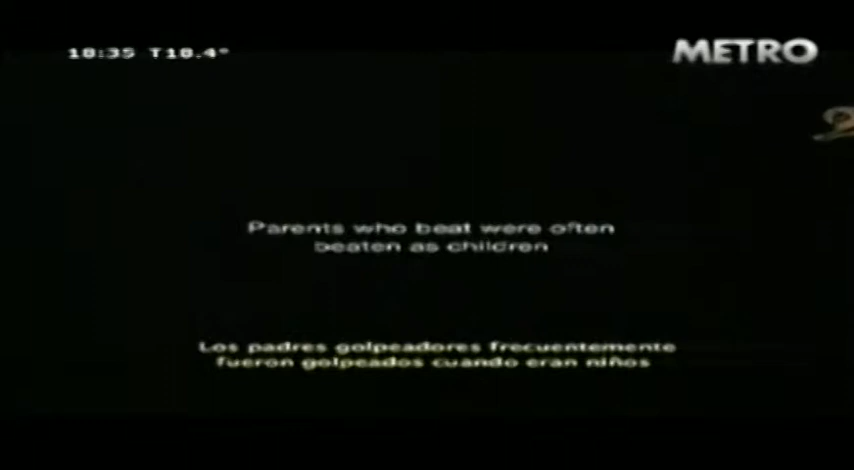 18:35 T18.4°
METRO
Parents who beat were often
beaten as children
Los padres golpeadores frecuentemente
fueron golpeados cuando eran niños